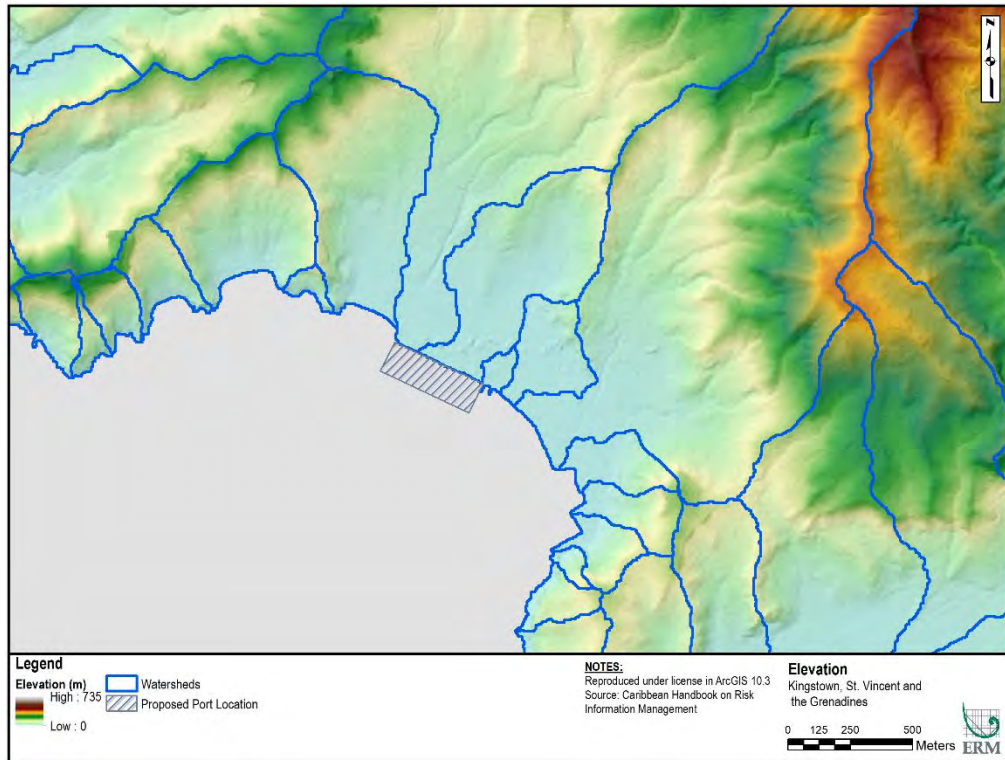 N
Legend
Elevation (m)
High : 735
Low : 0
Watersheds
Proposed Port Location
NOTES:
Reproduced under license in ArcGIS 10.3
Source: Caribbean Handbook on Risk
Information Management
Elevation
Kingstown, St. Vincent and
the Grenadines
0 125 250 500
Meters
ERM